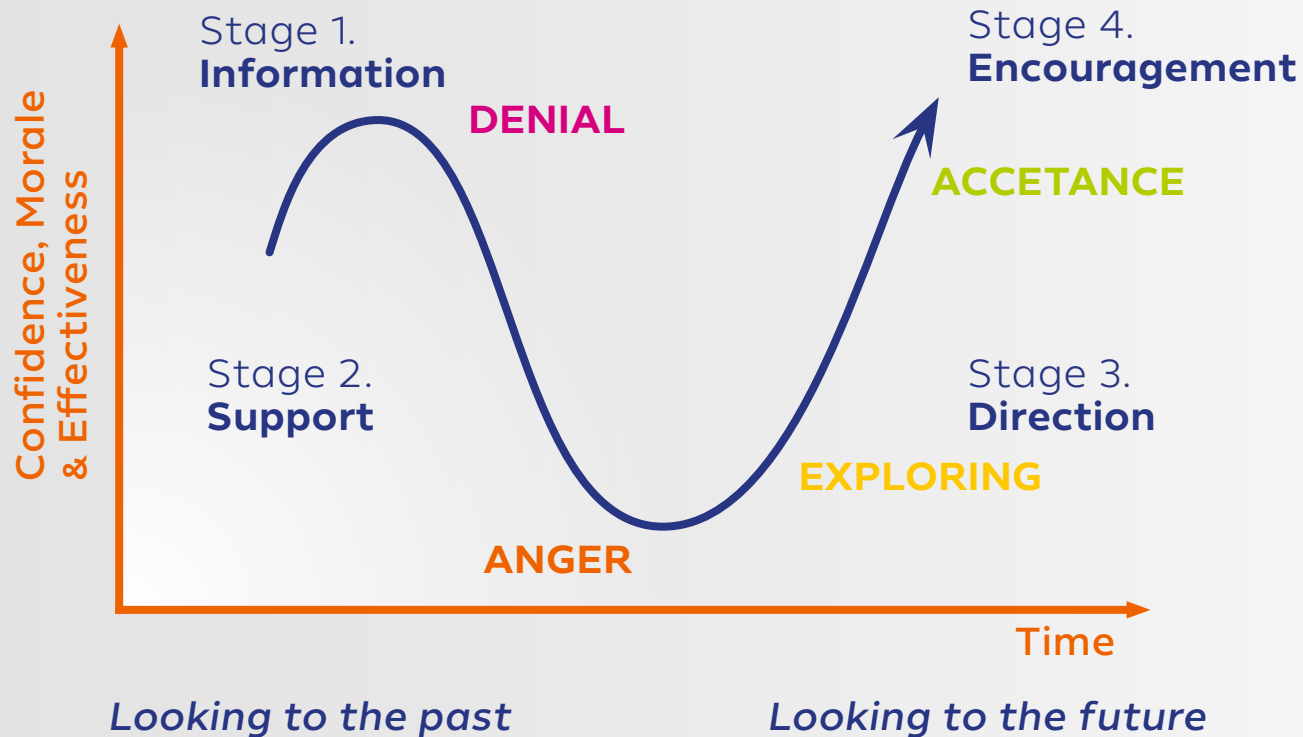 Stage 1.
Information
DENIAL
Stage 4.
Encouragement
ACCETANCE
Confidence, Morale
& Effectiveness
Stage 2.
Support
Stage 3.
Direction
EXPLORING
ANGER
Time
Looking to the past
Looking to the future